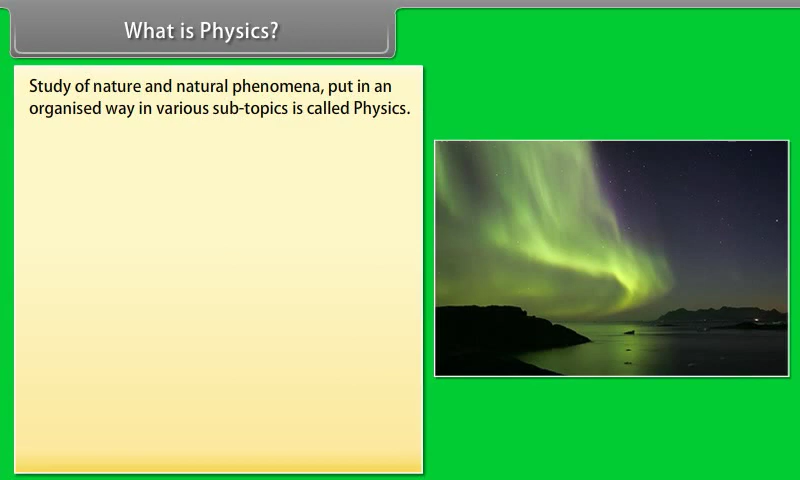 What is Physics?
Study of nature and natural phenomena, put in an
organised way in various sub-topics is called Physics.